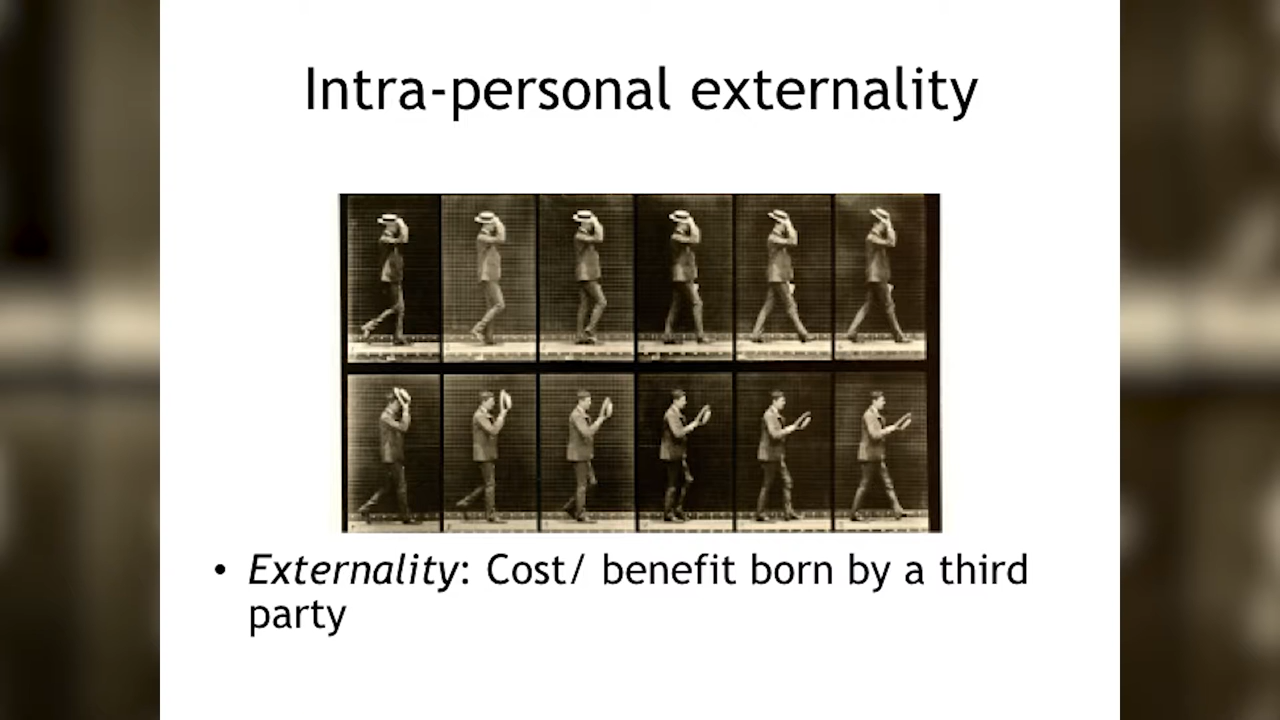 Intra-personal externality
• Externality: Cost/ benefit born by a third
party